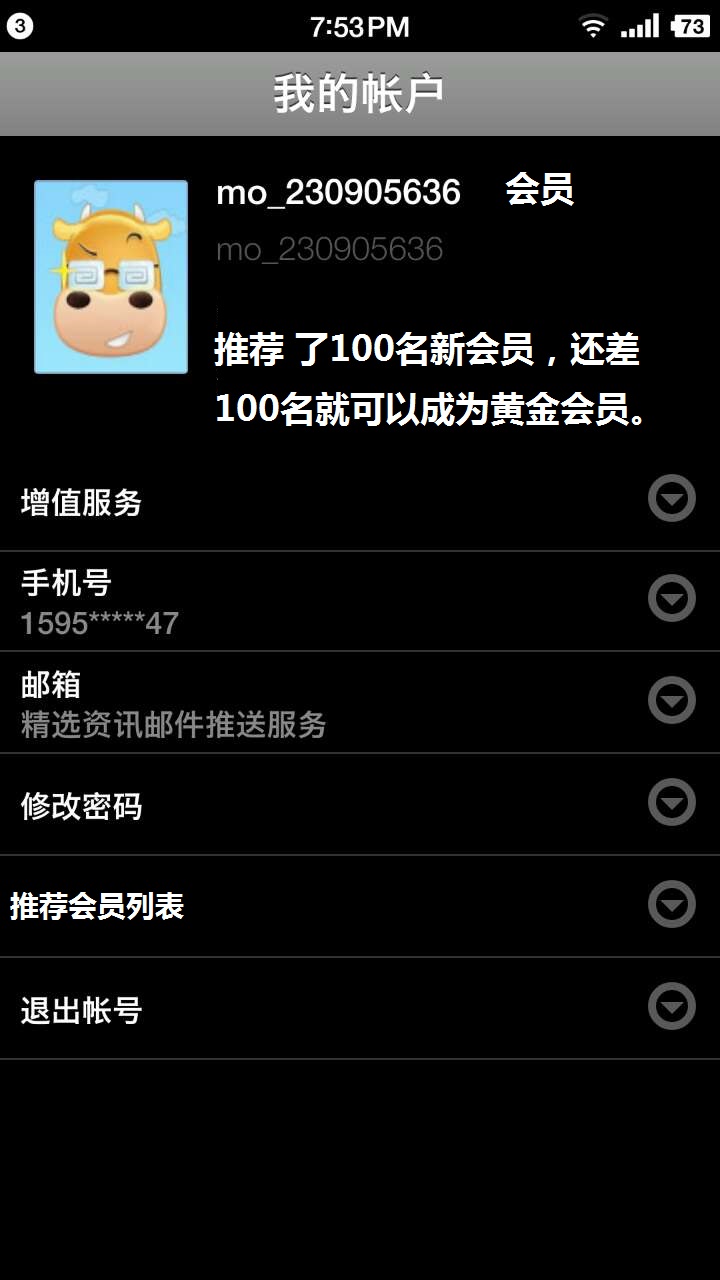 3 7:53PM 73
我的帐户
mo_230905636 会员
mo_230905636
推荐 了100名新会员，还差
100名就可以成为黄金会员。
增值服务
手机号
1595*****47
邮箱
精选资讯邮件推送服务
修改密码
推荐会员列表
退出帐号